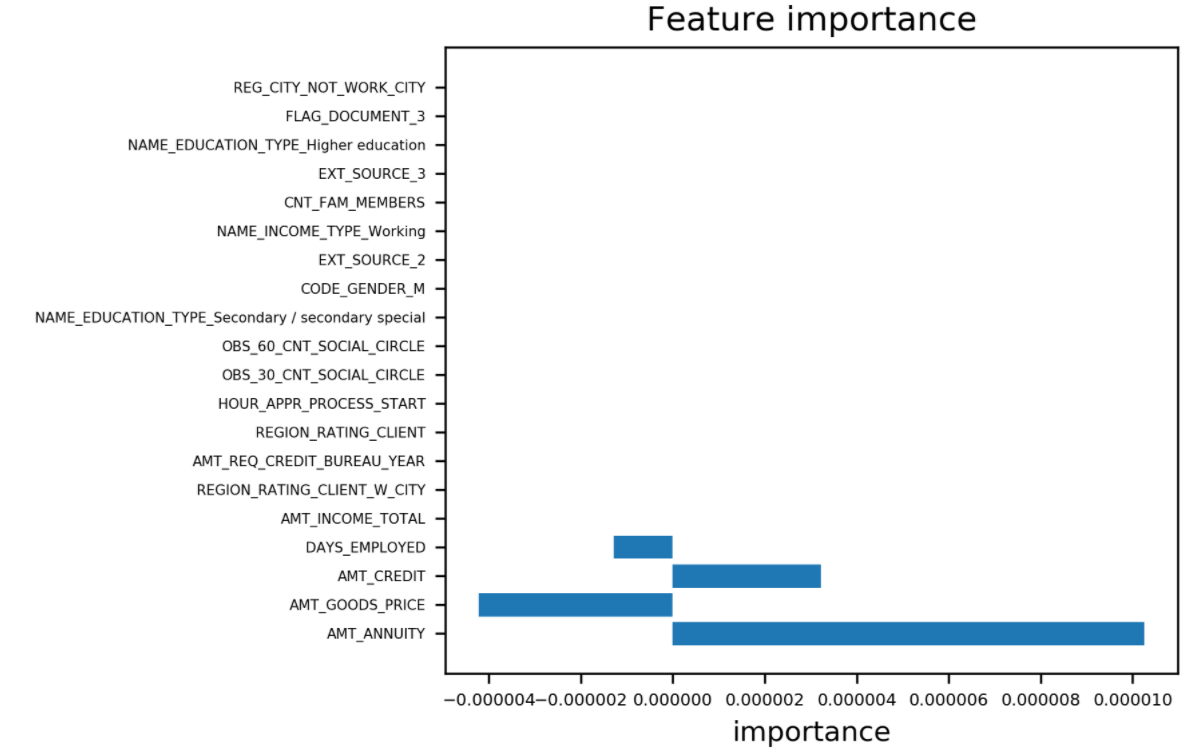 Feature importance
REG_CITY_NOT_WORK_CITY
FLAG_DOCUMENT_3
NAME_EDUCATION_TYPE_Higher education
EXT_SOURCE_3
CNT_FAM_MEMBERS
NAME_INCOME_TYPE_Working
EXT_SOURCE_2
CODE_GENDER_M
NAME_EDUCATION_TYPE_Secondary / secondary special
OBS_60_CNT_SOCIAL_CIRCLE
OBS_30_CNT_SOCIAL_CIRCLE
HOUR_APPR_PROCESS_START
REGION_RATING_CLIENT
AMT_REQ_CREDIT_BUREAU_YEAR
REGION_RATING_CLIENT_W_CITY
AMT_INCOME_TOTAL
DAYS_EMPLOYED
AMT_CREDIT
AMT_GOODS_PRICE
AMT_ANNUITY
−0.000004−0.000002 0.000000 0.000002 0.000004 0.000006 0.000008 0.000010
importance